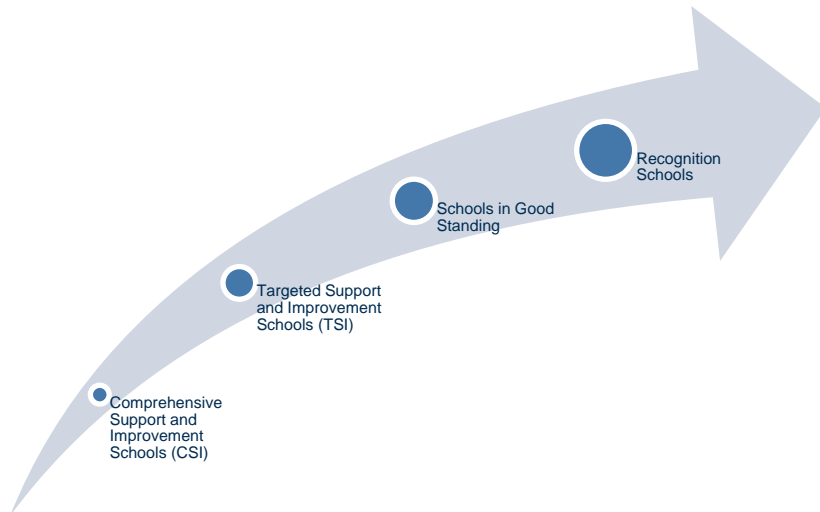 Recognition
Schools
Schools in Good
Standing
Targeted Support
and Improvement
Schools (TSI)
Comprehensive
Support and
Improvement
Schools (CSI)